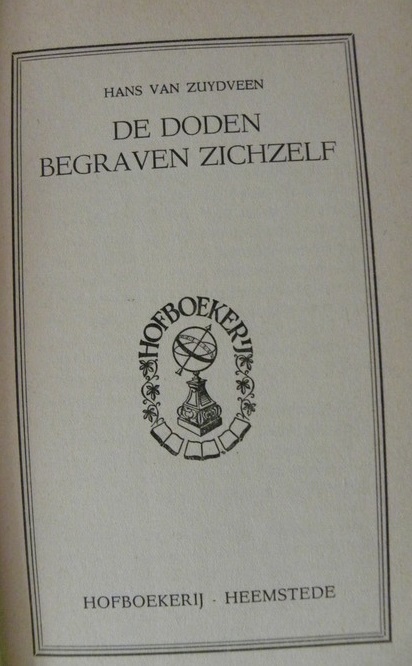 HANS VAN ZUYDVEEN
DE DODEN
BEGRAVEN ZICHZELF
HOFBOEKERIJ
HOFBOEKERIJ - HEEMSTEDE